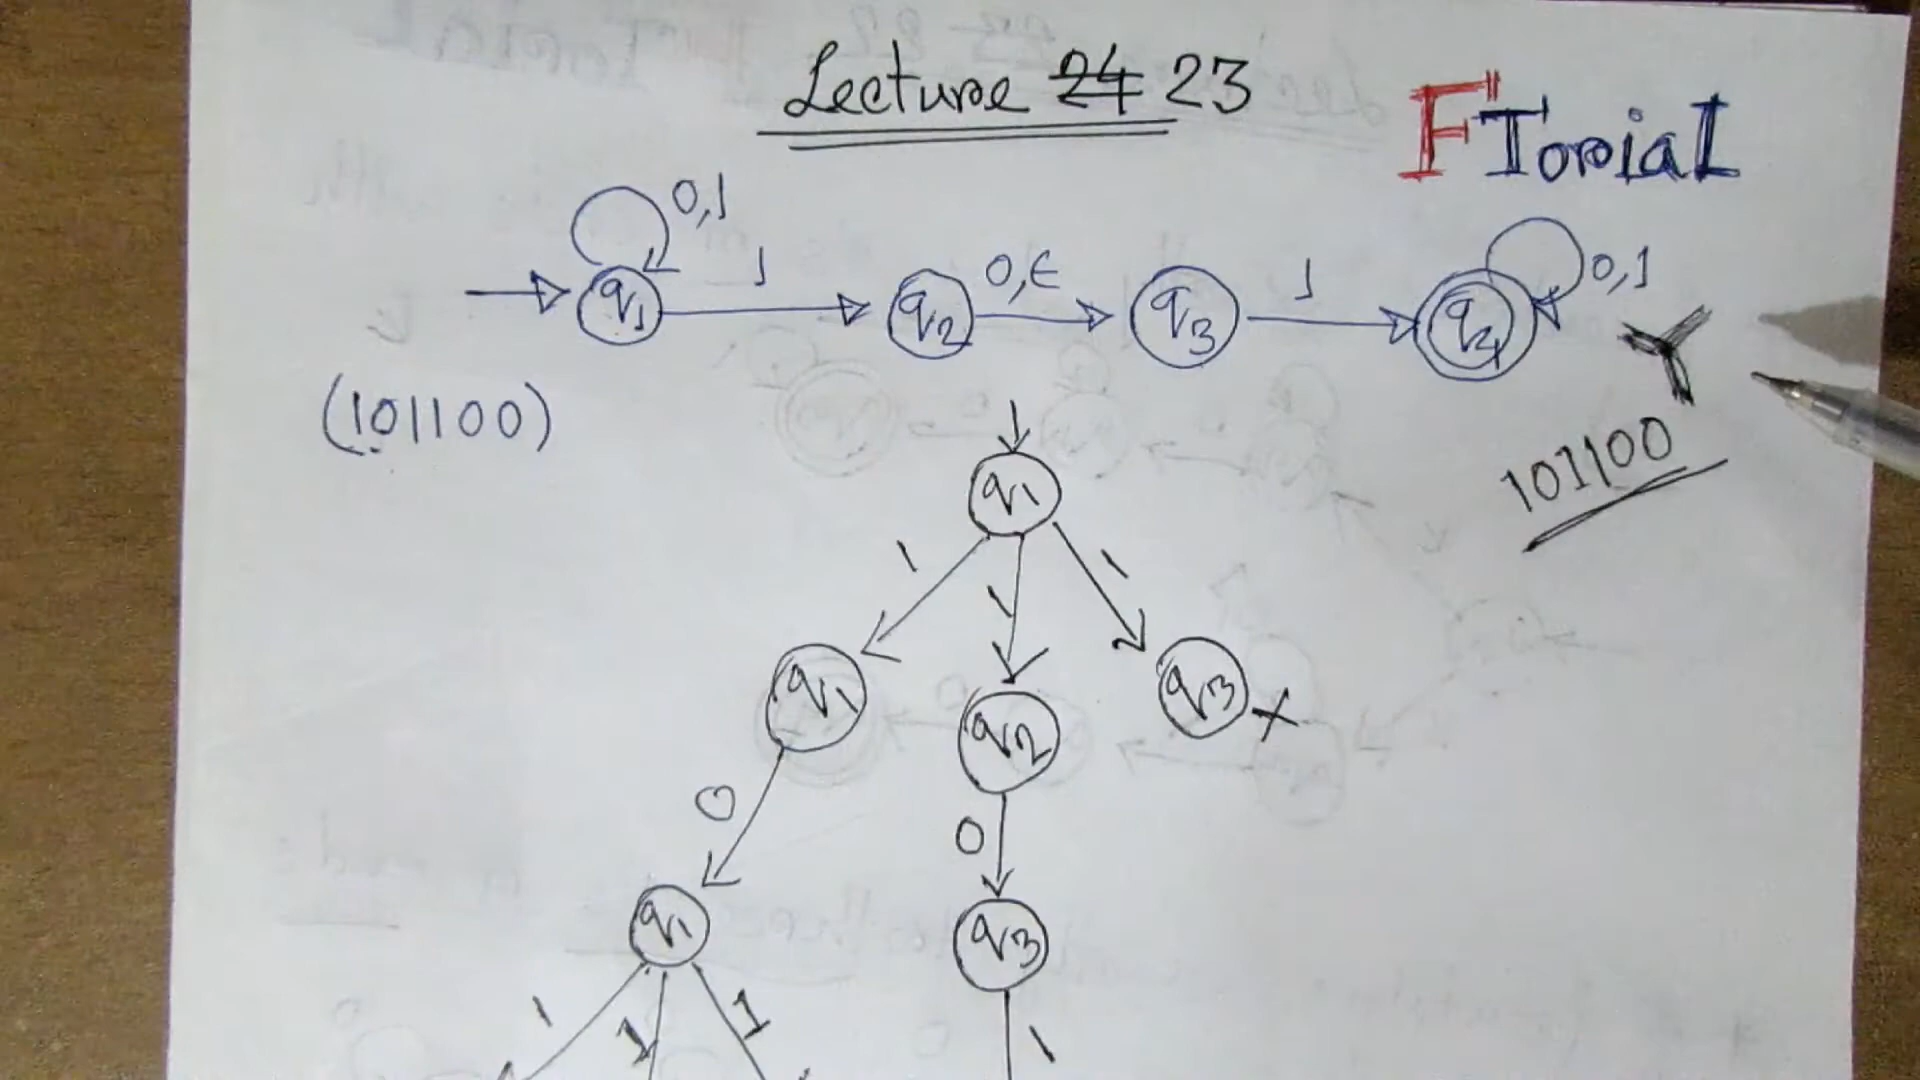 Lecture 24 23
FTorial
0,1
1
0,ϵ
1
0,1
q1
q2
q3
q4
(101100)
101100
q1
1
1
1
q1
q2
q3 ×
0
0
q1
q3
1
1
1
1